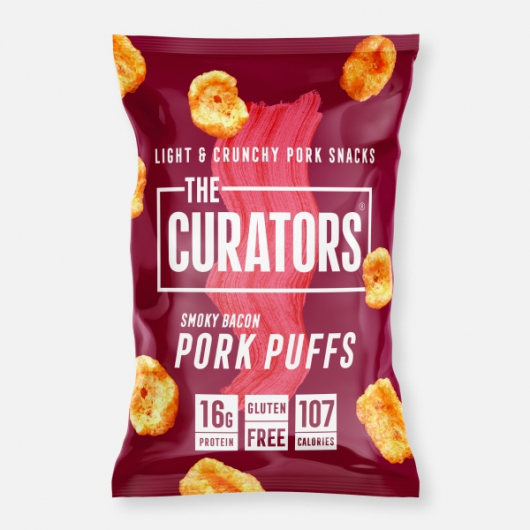 LIGHT & CRUNCHY PORK SNACKS
THE
CURATORS®
SMOKY BACON
PORK PUFFS
16G PROTEIN
GLUTEN FREE
107 CALORIES